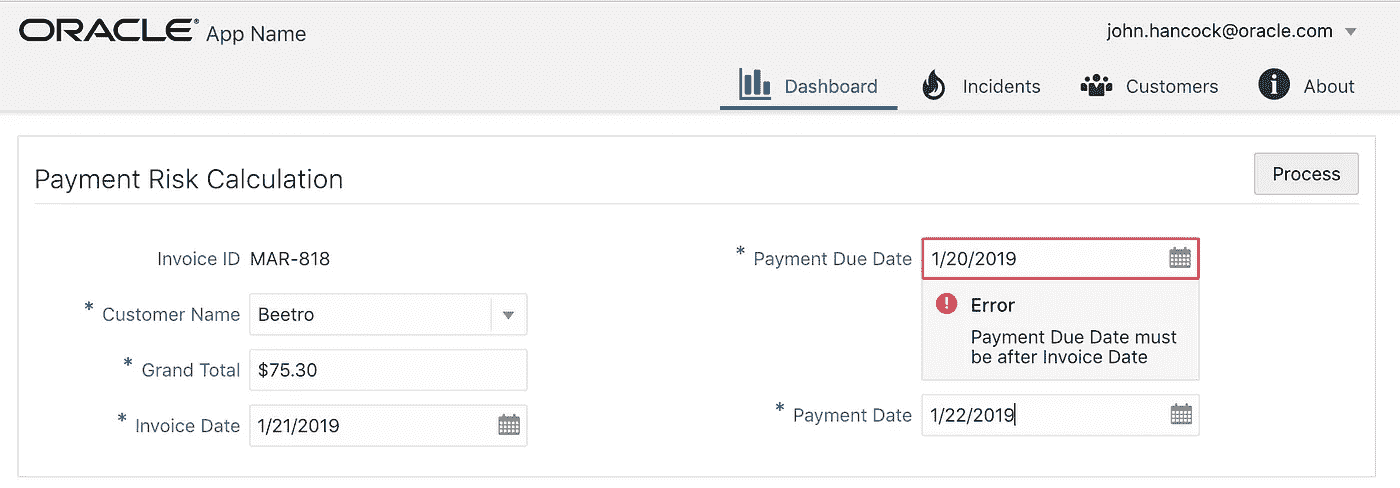 ORACLE® App Name
john.hancock@oracle.com
Dashboard Incidents Customers About
Payment Risk Calculation
Process
Invoice ID MAR-818
* Customer Name Beetro
* Grand Total $75.30
* Invoice Date 1/21/2019
* Payment Due Date 1/20/2019
Error
Payment Due Date must
be after Invoice Date
* Payment Date 1/22/2019